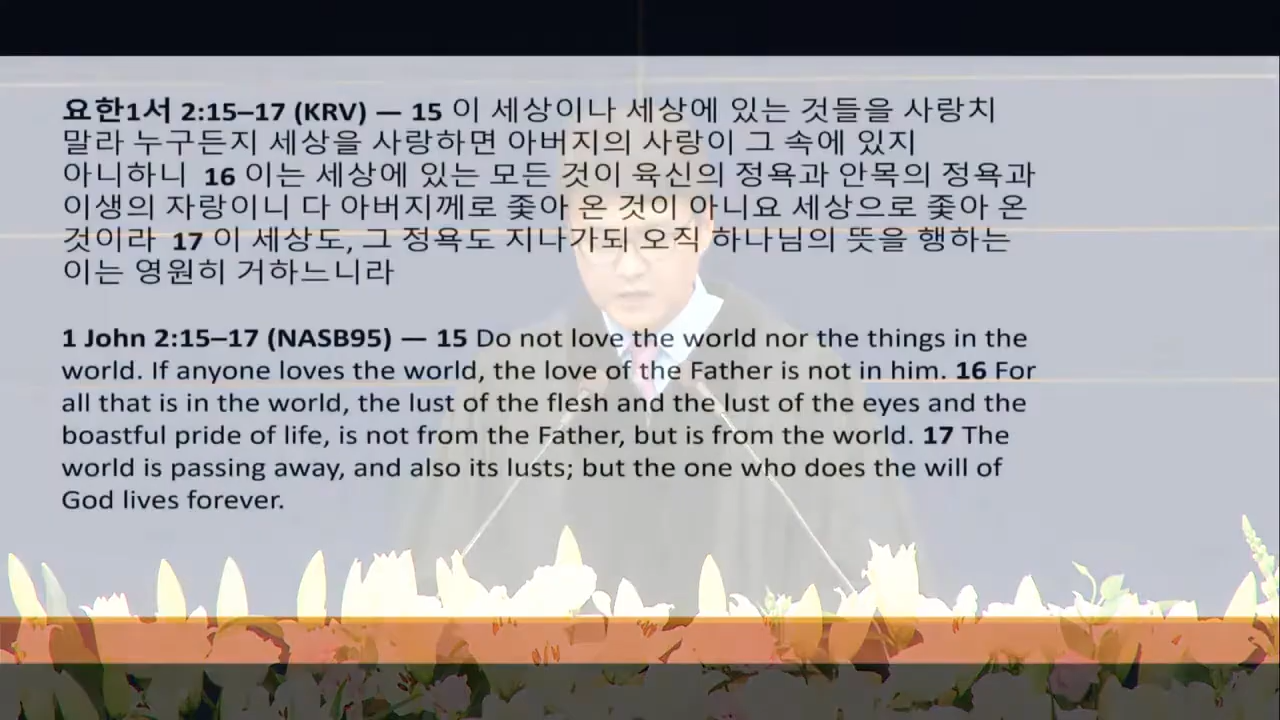 요한1서 2:15–17 (KRV) — 15 이 세상이나 세상에 있는 것들을 사랑치
말라 누구든지 세상을 사랑하면 아버지의 사랑이 그 속에 있지
아니하니 16 이는 세상에 있는 모든 것이 육신의 정욕과 안목의 정욕과
이생의 자랑이니 다 아버지께로 좇아 온 것이 아니요 세상으로 좇아 온
것이라 17 이 세상도, 그 정욕도 지나가되 오직 하나님의 뜻을 행하는
이는 영원히 거하느니라
1 John 2:15–17 (NASB95) — 15 Do not love the world nor the things in the
world. If anyone loves the world, the love of the Father is not in him. 16 For
all that is in the world, the lust of the flesh and the lust of the eyes and the
boastful pride of life, is not from the Father, but is from the world. 17 The
world is passing away, and also its lusts; but the one who does the will of
God lives forever.